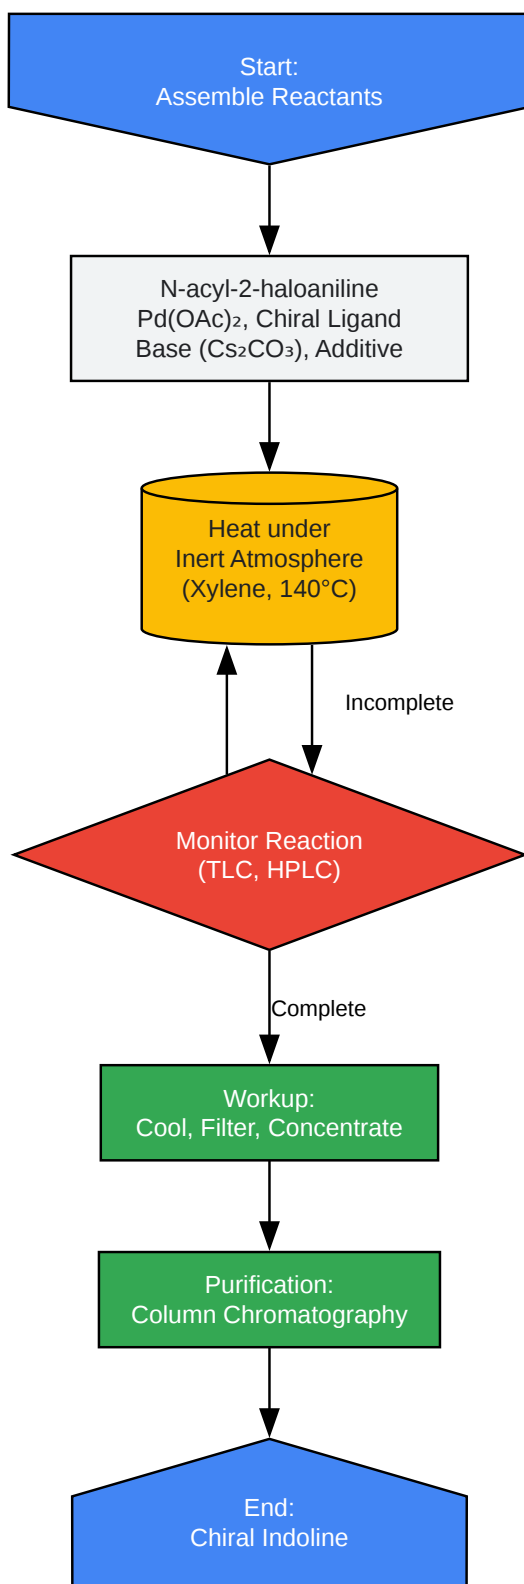 Start:
Assemble Reactants
N-acyl-2-haloaniline
Pd(OAc)₂, Chiral Ligand
Base (Cs₂CO₃), Additive
Heat under
Inert Atmosphere
(Xylene, 140°C)
Incomplete
Monitor Reaction
(TLC, HPLC)
Complete
Workup:
Cool, Filter, Concentrate
Purification:
Column Chromatography
End:
Chiral Indoline